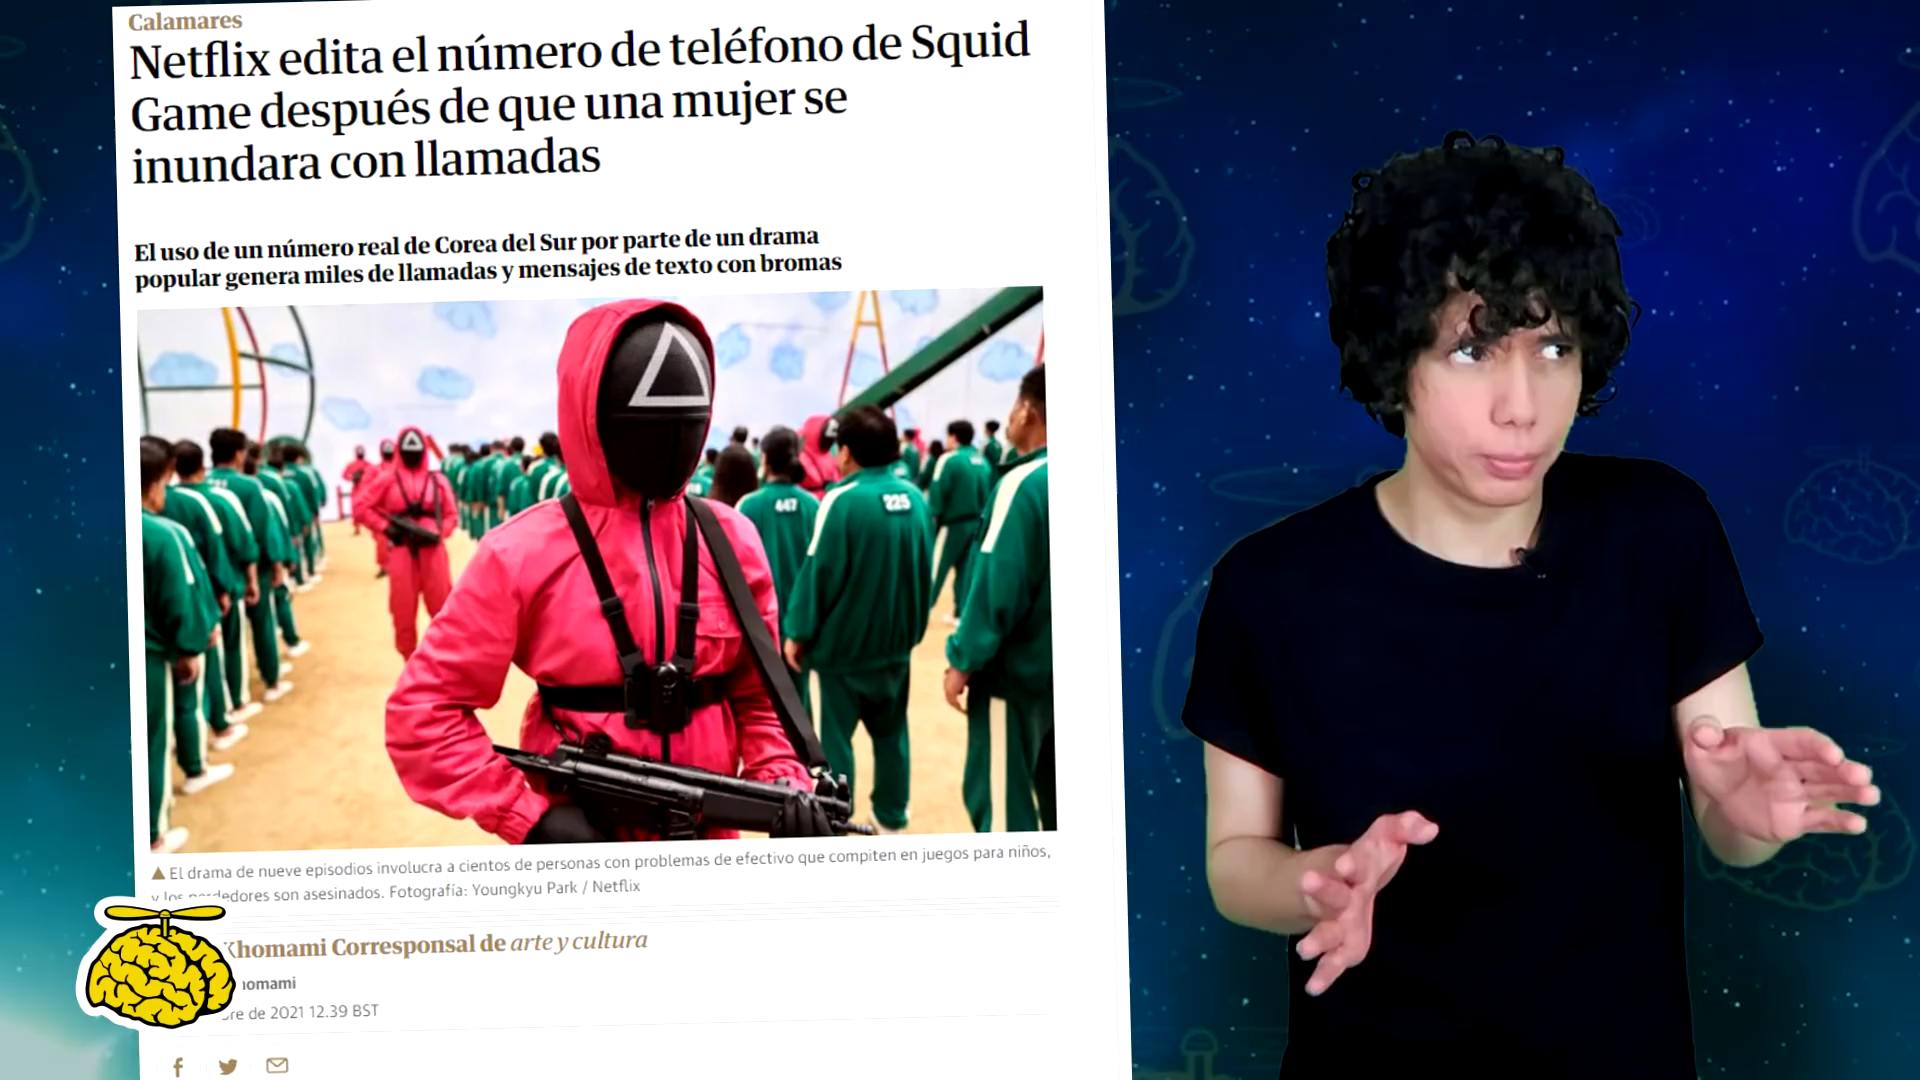 Calamares
Netflix edita el número de teléfono de Squid
Game después de que una mujer se
inundara con llamadas
El uso de un número real de Corea del Sur por parte de un drama
popular genera miles de llamadas y mensajes de texto con bromas
447
225
El drama de nueve episodios involucra a cientos de personas con problemas de efectivo que compiten en juegos para niños,
y los perdedores son asesinados. Fotografía: Youngkyu Park / Netflix
Khomami Corresponsal de arte y cultura
homami
bre de 2021 12.39 BST